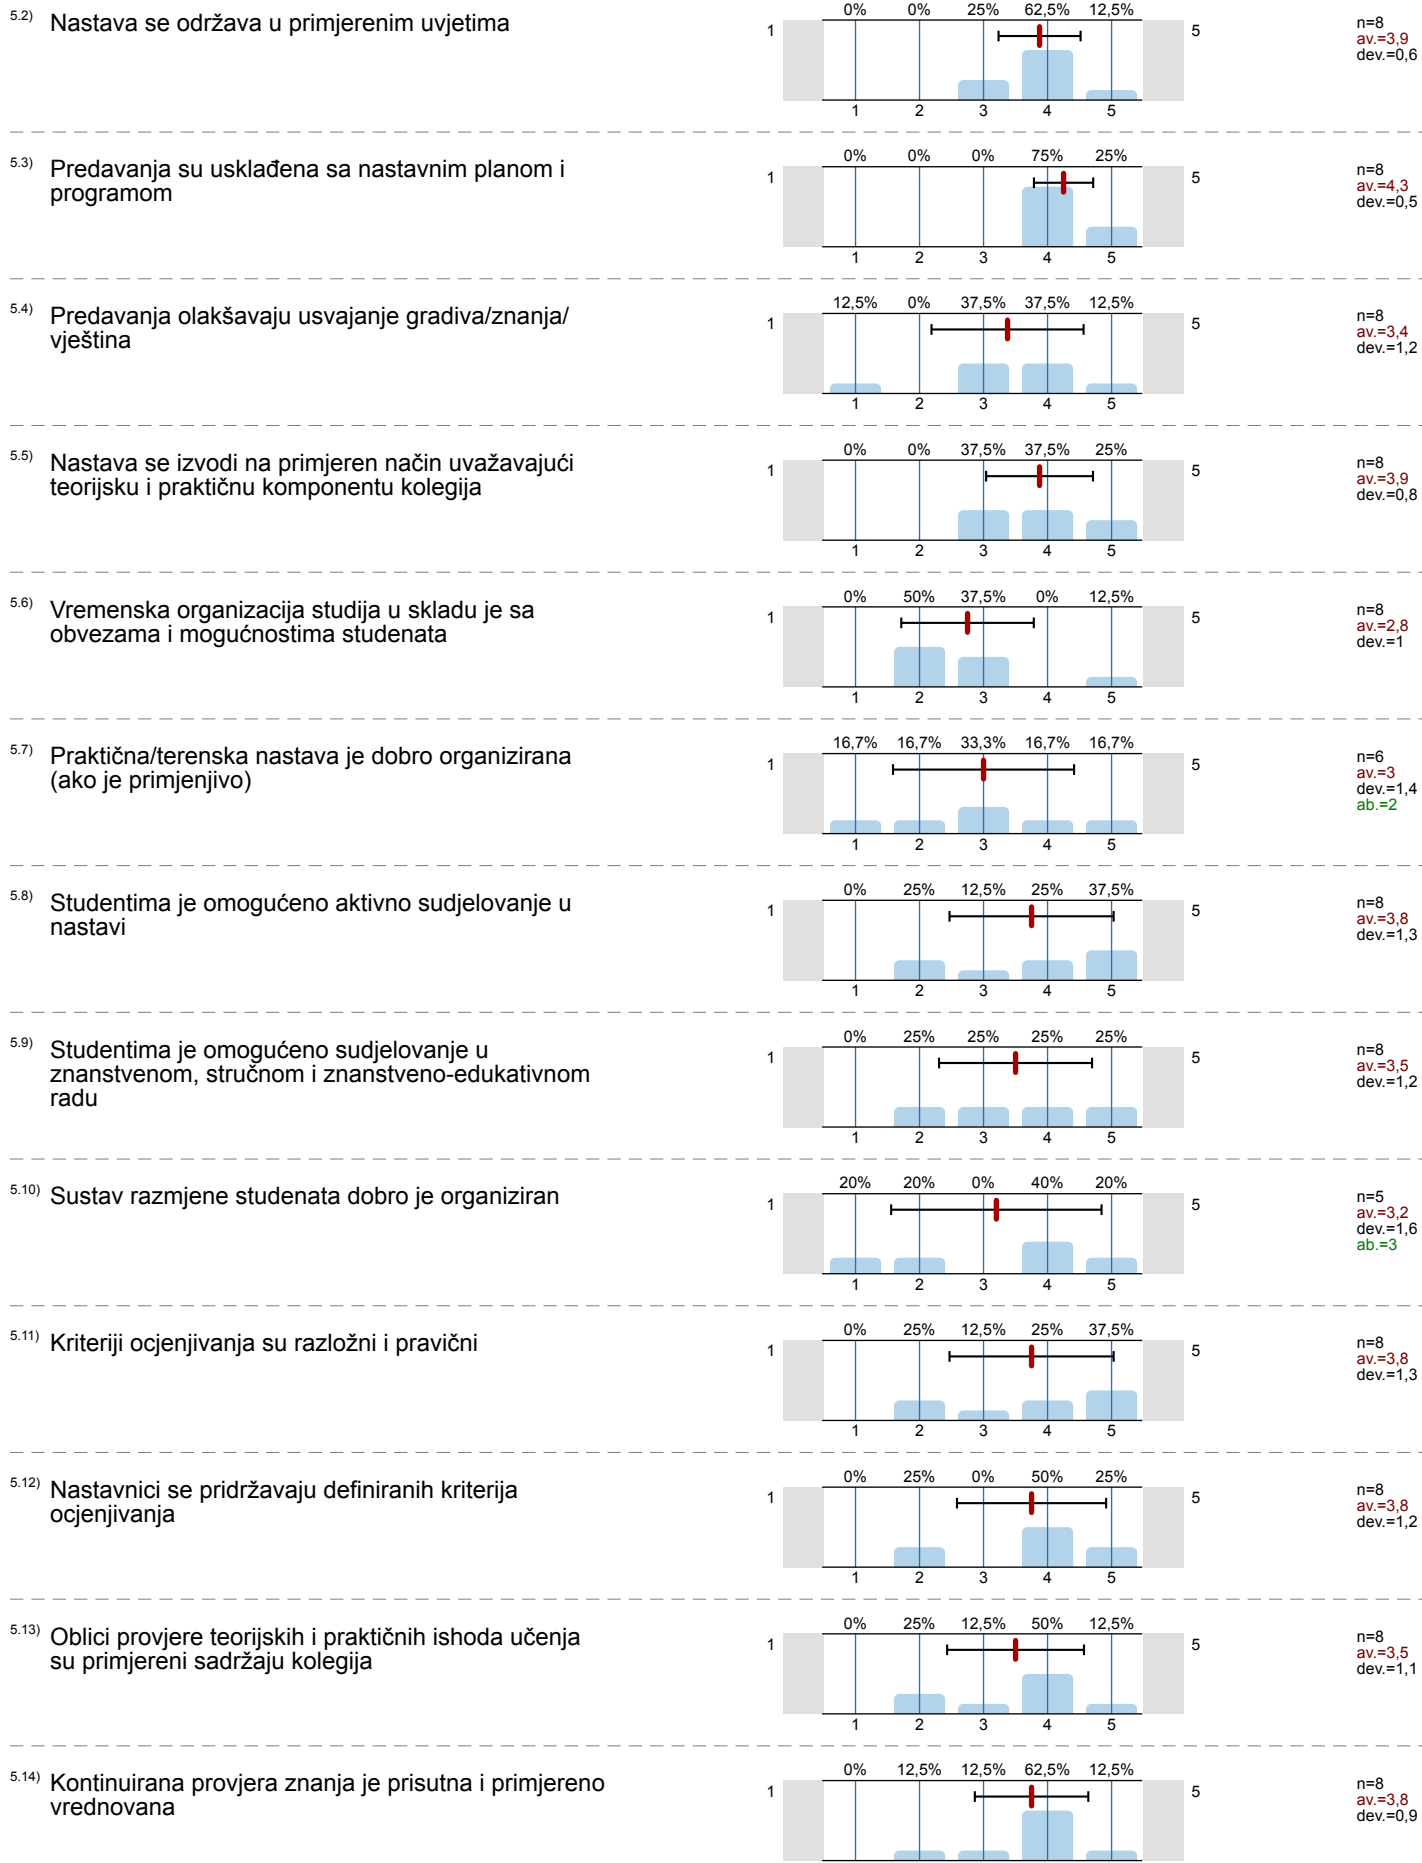 5.2) Nastava se održava u primjerenim uvjetima
0% 0% 25% 62,5% 12,5%
1 5
1 2 3 4 5
n=8
av.=3,9
dev.=0,6
5.3) Predavanja su usklađena sa nastavnim planom i
programom
0% 0% 0% 75% 25%
1 5
1 2 3 4 5
n=8
av.=4,3
dev.=0,5
5.4) Predavanja olakšavaju usvajanje gradiva/znanja/
vještina
12,5% 0% 37,5% 37,5% 12,5%
1 5
1 2 3 4 5
n=8
av.=3,4
dev.=1,2
5.5) Nastava se izvodi na primjeren način uvažavajući
teorijsku i praktičnu komponentu kolegija
0% 0% 37,5% 37,5% 25%
1 5
1 2 3 4 5
n=8
av.=3,9
dev.=0,8
5.6) Vremenska organizacija studija u skladu je sa
obvezama i mogućnostima studenata
0% 50% 37,5% 0% 12,5%
1 5
1 2 3 4 5
n=8
av.=2,8
dev.=1
5.7) Praktična/terenska nastava je dobro organizirana
(ako je primjenjivo)
16,7% 16,7% 33,3% 16,7% 16,7%
1 5
1 2 3 4 5
n=6
av.=3
dev.=1,4
ab.=2
5.8) Studentima je omogućeno aktivno sudjelovanje u
nastavi
0% 25% 12,5% 25% 37,5%
1 5
1 2 3 4 5
n=8
av.=3,8
dev.=1,3
5.9) Studentima je omogućeno sudjelovanje u
znanstvenom, stručnom i znanstveno-edukativnom
radu
0% 25% 25% 25% 25%
1 5
1 2 3 4 5
n=8
av.=3,5
dev.=1,2
5.10) Sustav razmjene studenata dobro je organiziran
20% 20% 0% 40% 20%
1 5
1 2 3 4 5
n=5
av.=3,2
dev.=1,6
ab.=3
5.11) Kriteriji ocjenjivanja su razložni i pravični
0% 25% 12,5% 25% 37,5%
1 5
1 2 3 4 5
n=8
av.=3,8
dev.=1,3
5.12) Nastavnici se pridržavaju definiranih kriterija
ocjenjivanja
0% 25% 0% 50% 25%
1 5
1 2 3 4 5
n=8
av.=3,8
dev.=1,2
5.13) Oblici provjere teorijskih i praktičnih ishoda učenja
su primjereni sadržaju kolegija
0% 25% 12,5% 50% 12,5%
1 5
1 2 3 4 5
n=8
av.=3,5
dev.=1,1
5.14) Kontinuirana provjera znanja je prisutna i primjereno
vrednovana
0% 12,5% 12,5% 62,5% 12,5%
1 5
n=8
av.=3,8
dev.=0,9